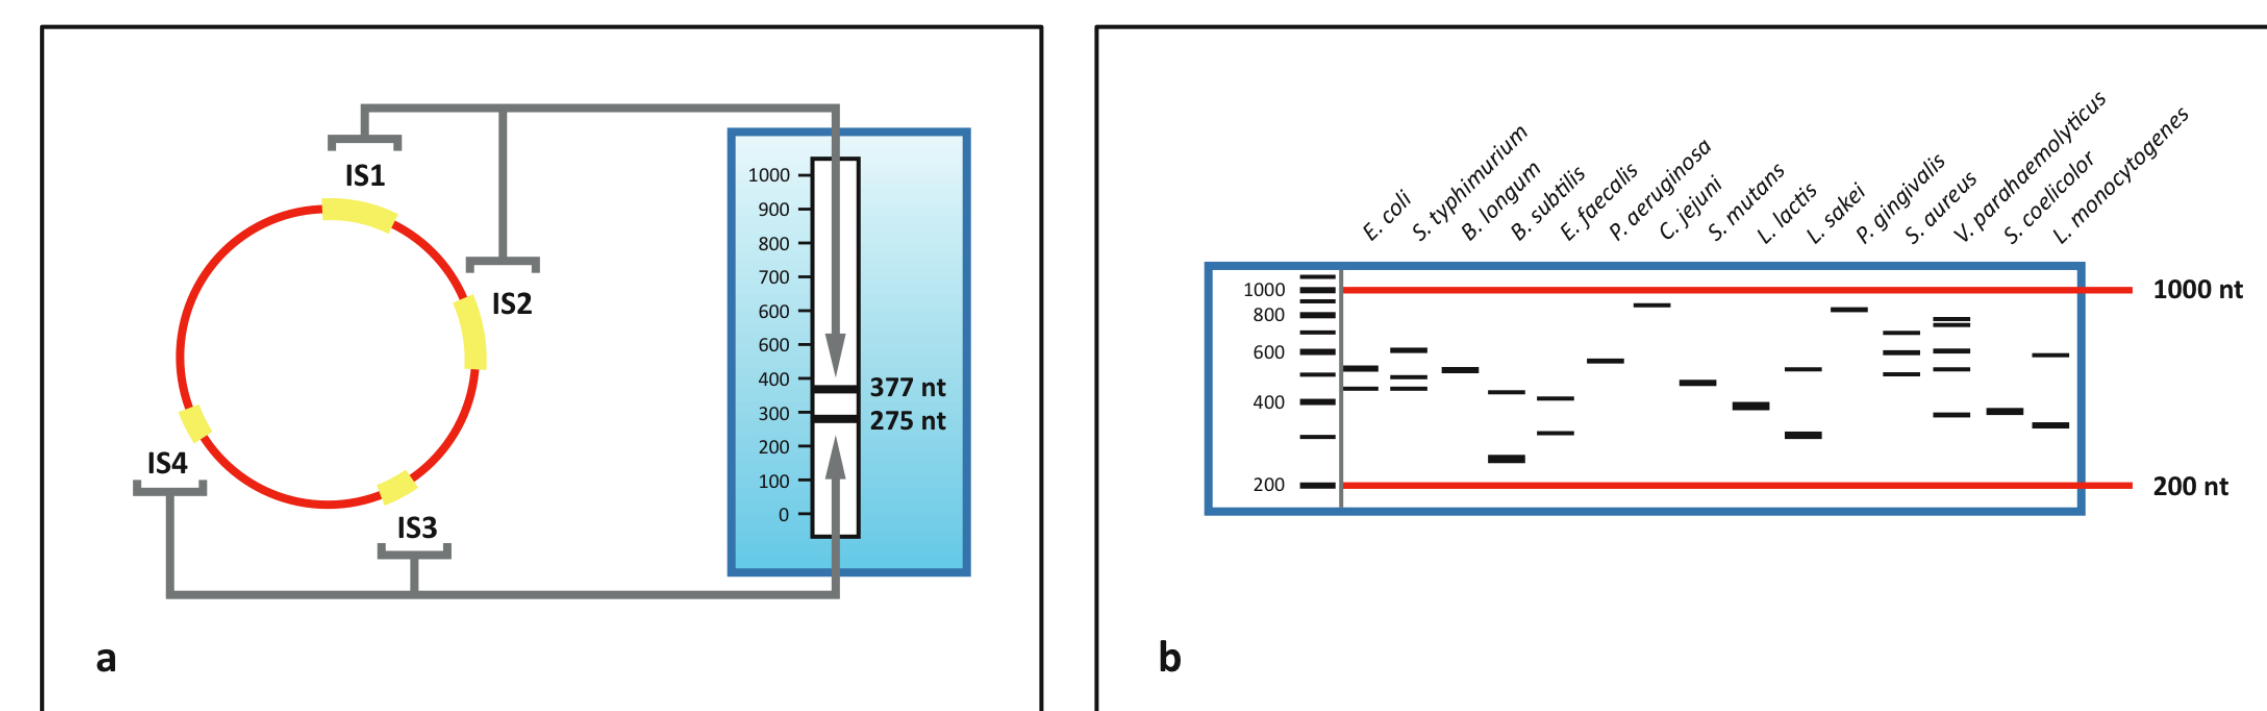 IS1
IS2
IS3
IS4
1000
900
800
700
600
600
400
300
200
100
0
377 nt
275 nt
a
E. coli
S. typhimurium
B. longum
B. subtilis
E. faecalis
P. aeruginosa
C. jejuni
S. mutans
L. lactis
L. sakei
P. gingivalis
S. aureus
V. parahaemolyticus
S. coelicolor
L. monocytogenes
1000
800
600
400
200
1000 nt
200 nt
b